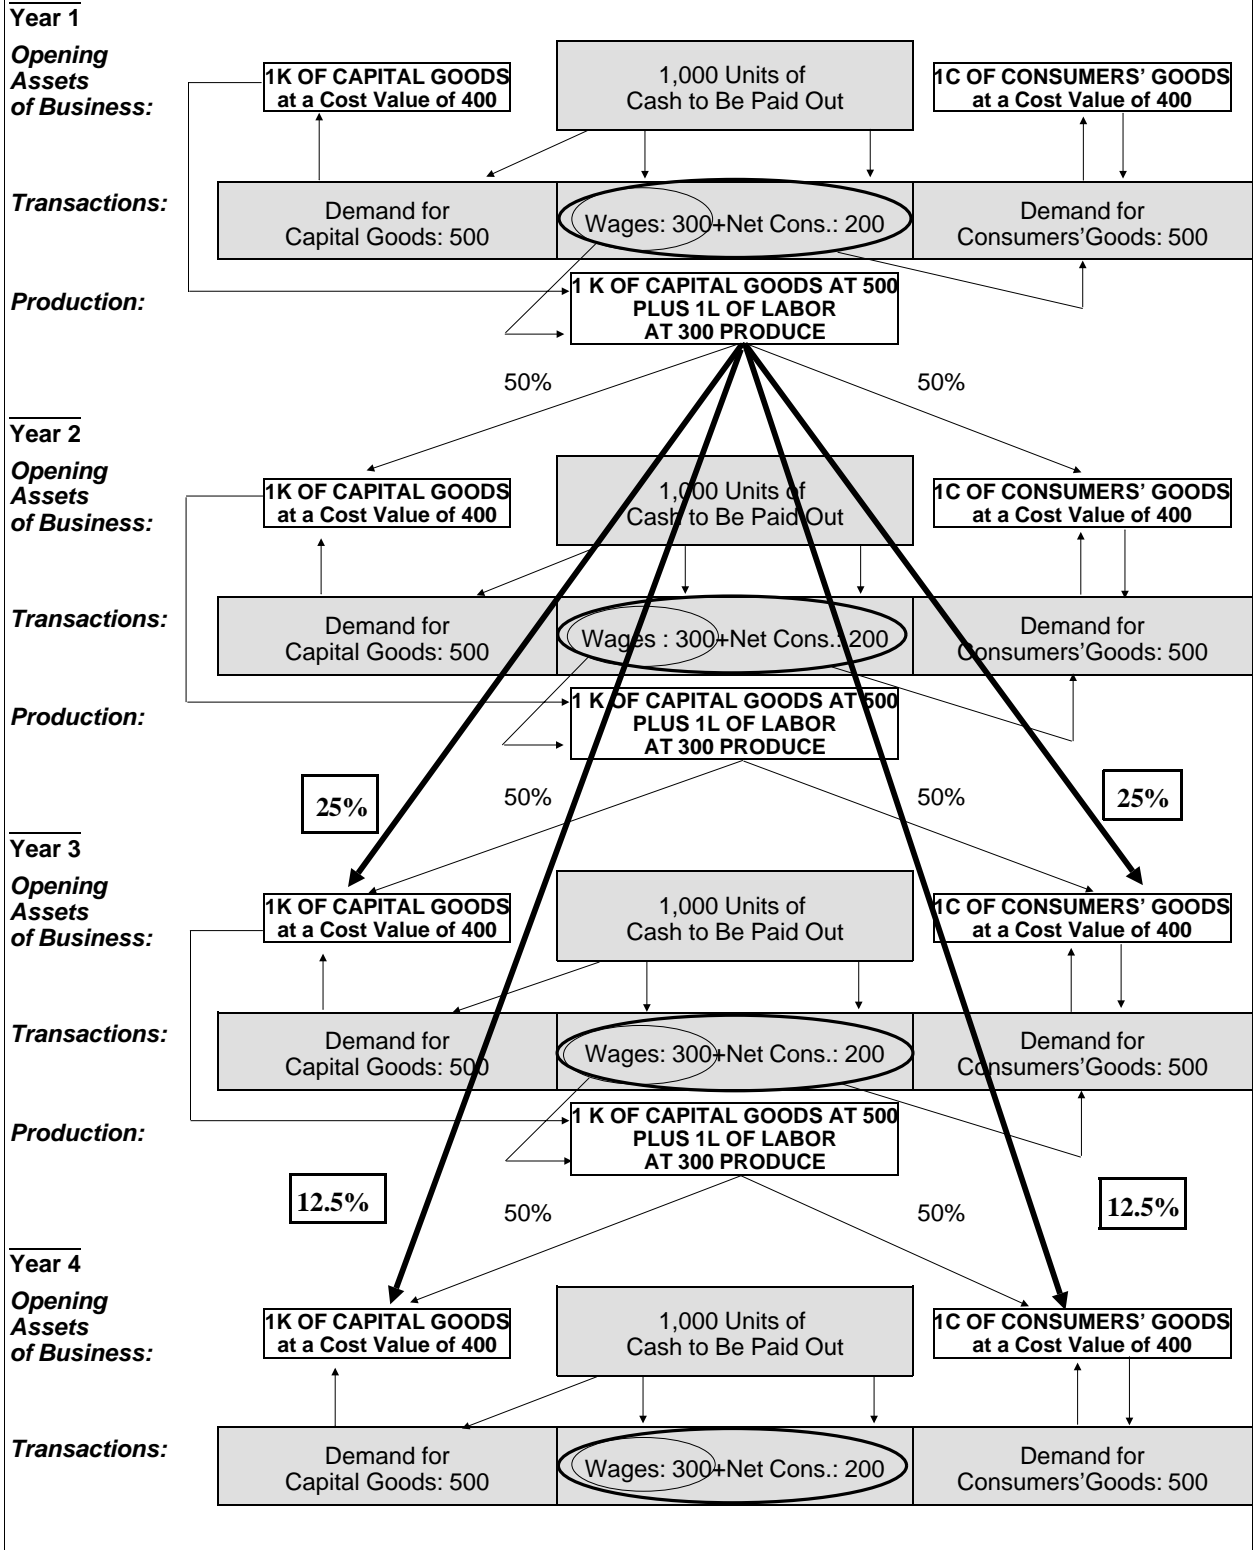 Year 1
Opening
Assets
of Business:
1K OF CAPITAL GOODS
at a Cost Value of 400
1,000 Units of
Cash to Be Paid Out
1C OF CONSUMERS' GOODS
at a Cost Value of 400
Transactions:
Demand for
Capital Goods: 500
Wages: 300+Net Cons.: 200
Demand for
Consumers'Goods: 500
Production:
1 K OF CAPITAL GOODS AT 500
PLUS 1L OF LABOR
AT 300 PRODUCE
50%
50%
Year 2
Opening
Assets
of Business:
1K OF CAPITAL GOODS
at a Cost Value of 400
1,000 Units of
Cash to Be Paid Out
1C OF CONSUMERS' GOODS
at a Cost Value of 400
Transactions:
Demand for
Capital Goods: 500
Wages : 300+Net Cons.: 200
Demand for
Consumers'Goods: 500
Production:
1 K OF CAPITAL GOODS AT 500
PLUS 1L OF LABOR
AT 300 PRODUCE
25%
50%
50%
25%
Year 3
Opening
Assets
of Business:
1K OF CAPITAL GOODS
at a Cost Value of 400
1,000 Units of
Cash to Be Paid Out
1C OF CONSUMERS' GOODS
at a Cost Value of 400
Transactions:
Demand for
Capital Goods: 500
Wages: 300+Net Cons.: 200
Demand for
Consumers'Goods: 500
Production:
1 K OF CAPITAL GOODS AT 500
PLUS 1L OF LABOR
AT 300 PRODUCE
12.5%
50%
50%
12.5%
Year 4
Opening
Assets
of Business:
1K OF CAPITAL GOODS
at a Cost Value of 400
1,000 Units of
Cash to Be Paid Out
1C OF CONSUMERS' GOODS
at a Cost Value of 400
Transactions:
Demand for
Capital Goods: 500
Wages: 300+Net Cons.: 200
Demand for
Consumers'Goods: 500